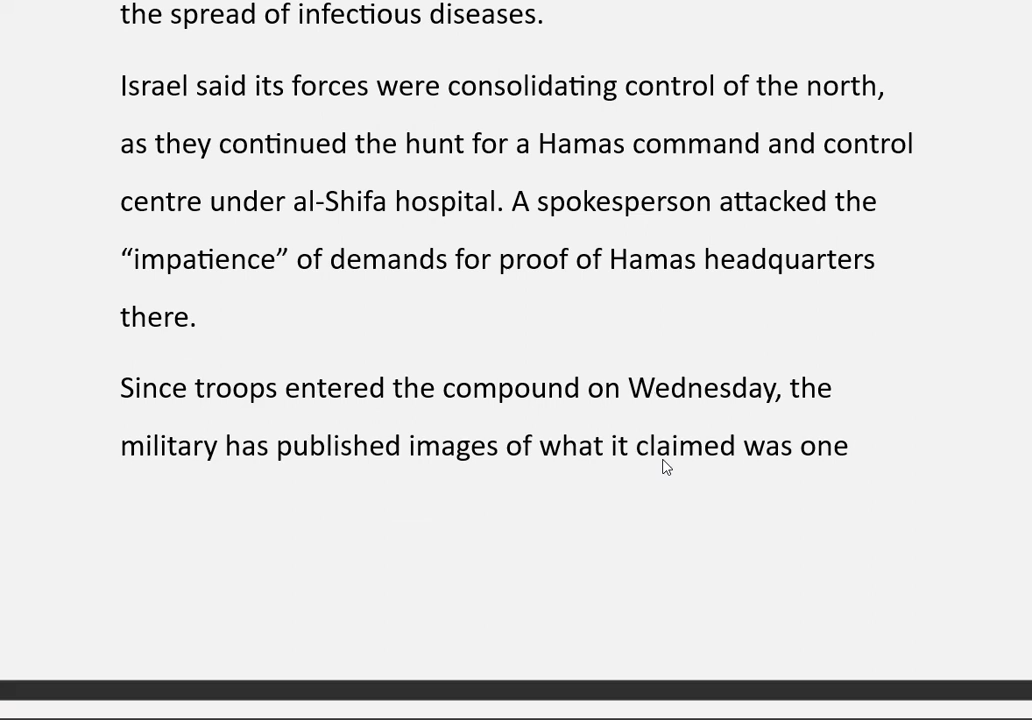 the spread of infectious diseases.
Israel said its forces were consolidating control of the north,
as they continued the hunt for a Hamas command and control
centre under al-Shifa hospital. A spokesperson attacked the
“impatience” of demands for proof of Hamas headquarters
there.
Since troops entered the compound on Wednesday, the
military has published images of what it claimed was one